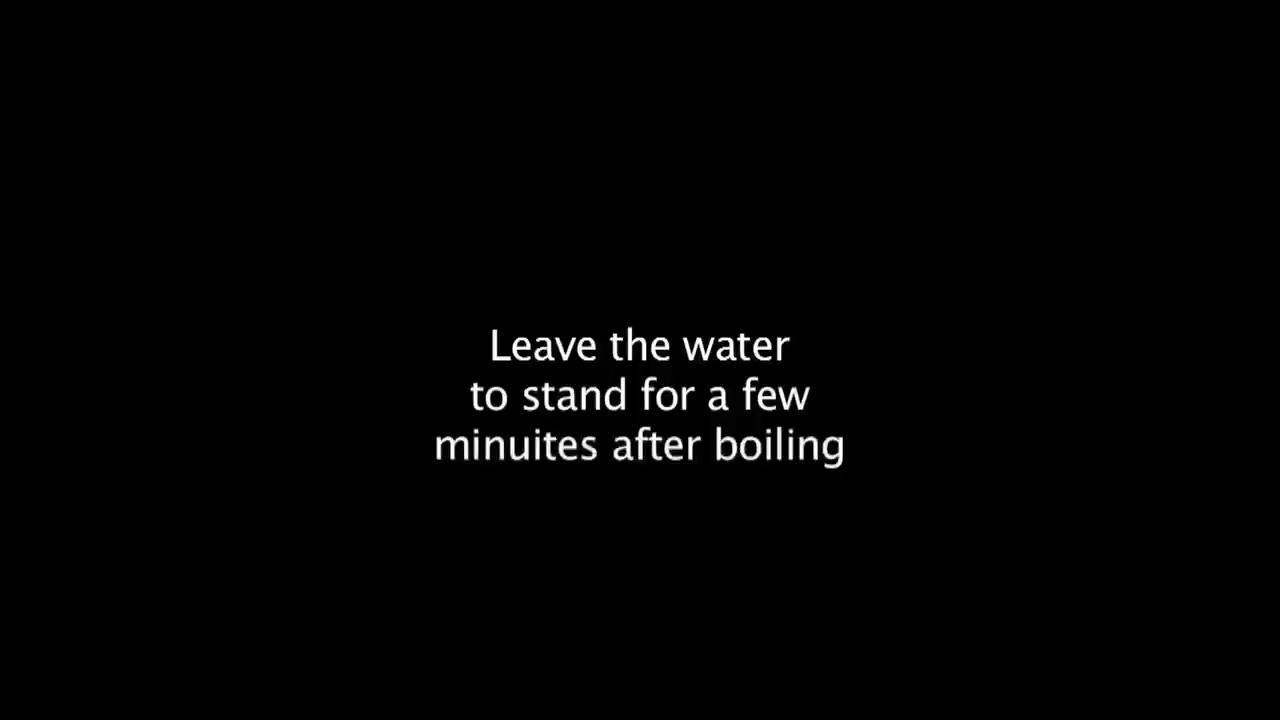 Leave the water
to stand for a few
minuites after boiling